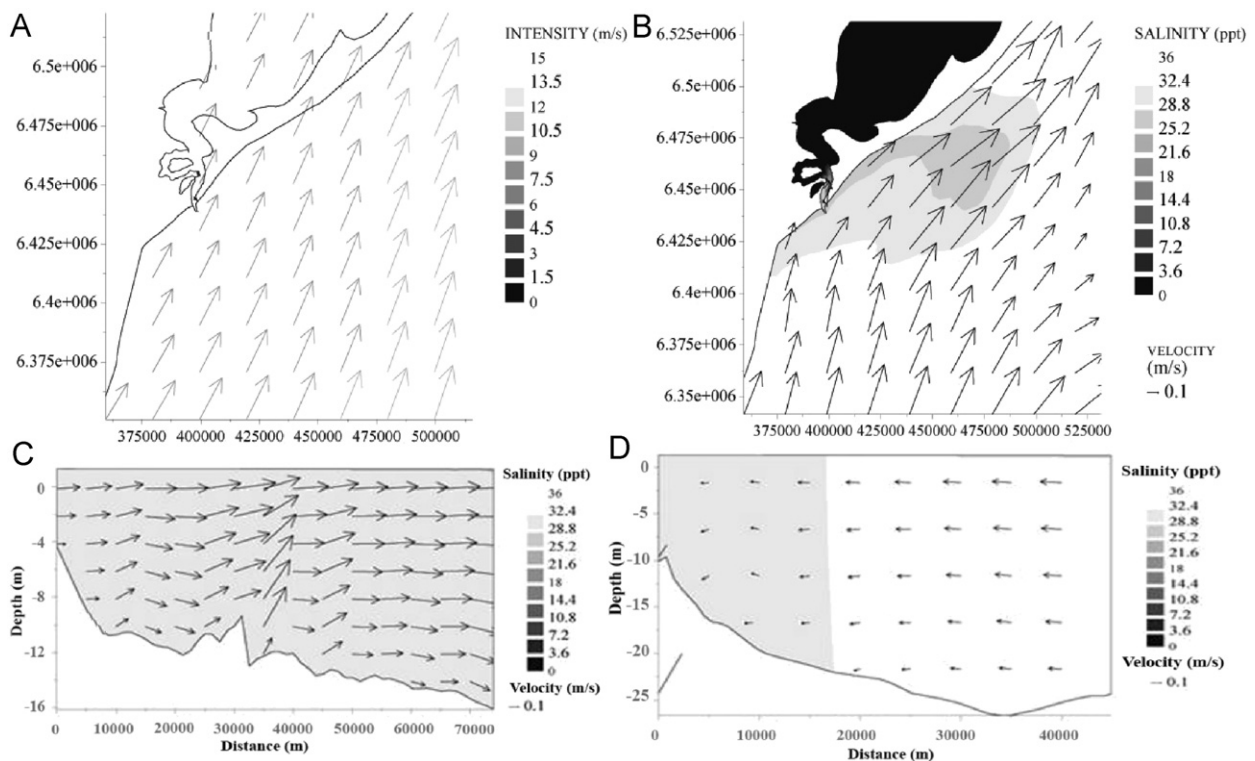 A
INTENSITY (m/s)
15
13.5
12
10.5
9
7.5
6
4.5
3
1.5
0
6.5e+006
6.475e+006
6.45e+006
6.425e+006
6.4e+006
6.375e+006
375000 400000 425000 450000 475000 500000
B
SALINITY (ppt)
36
32.4
28.8
25.2
21.6
18
14.4
10.8
7.2
3.6
0
VELOCITY
(m/s)
0.1
6.525e+006
6.5e+006
6.475e+006
6.45e+006
6.425e+006
6.4e+006
6.375e+006
6.35e+006
375000 400000 425000 450000 475000 500000 525000
C
Salinity (ppt)
36
32.4
28.8
25.2
21.6
18
14.4
10.8
7.2
3.6
0
Velocity (m/s)
0.1
Depth (m)
0
-4
-8
-12
-16
0 10000 20000 30000 40000 50000 60000 70000
Distance (m)
D
Salinity (ppt)
36
32.4
28.8
25.2
21.6
18
14.4
10.8
7.2
3.6
0
Velocity (m/s)
0.1
Depth (m)
0
-5
-10
-15
-20
-25
0 10000 20000 30000 40000
Distance (m)